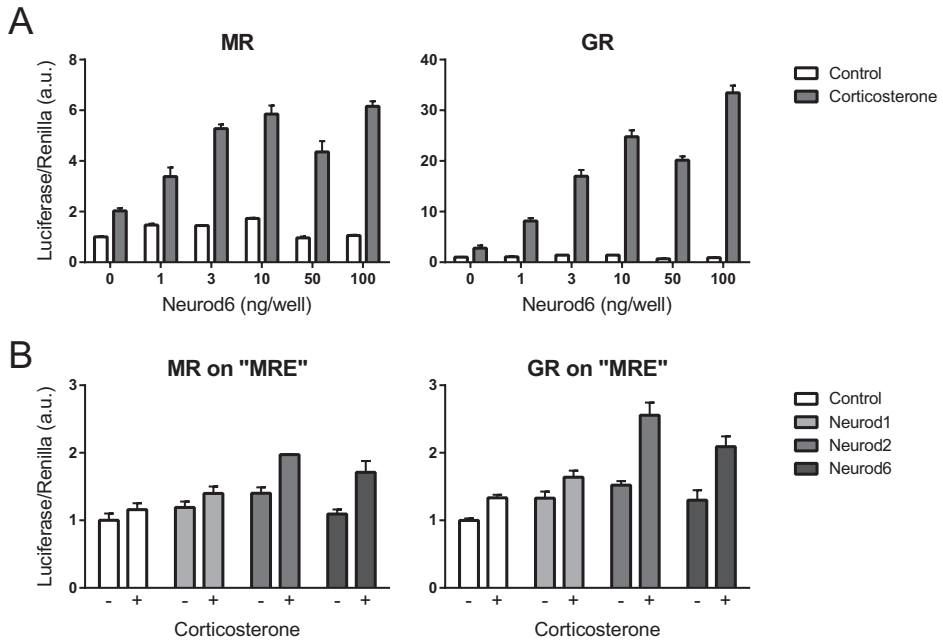 A
MR
GR
Luciferase/Renilla (a.u.)
8
6
4
2
0
0 1 3 10 50 100
Neurod6 (ng/well)
40
30
20
10
0
0 1 3 10 50 100
Neurod6 (ng/well)
Control
Corticosterone
B
MR on "MRE"
GR on "MRE"
Luciferase/Renilla (a.u.)
3
2
1
0
- + - + - + - +
Corticosterone
3
2
1
0
- + - + - + - +
Corticosterone
Control
Neurod1
Neurod2
Neurod6